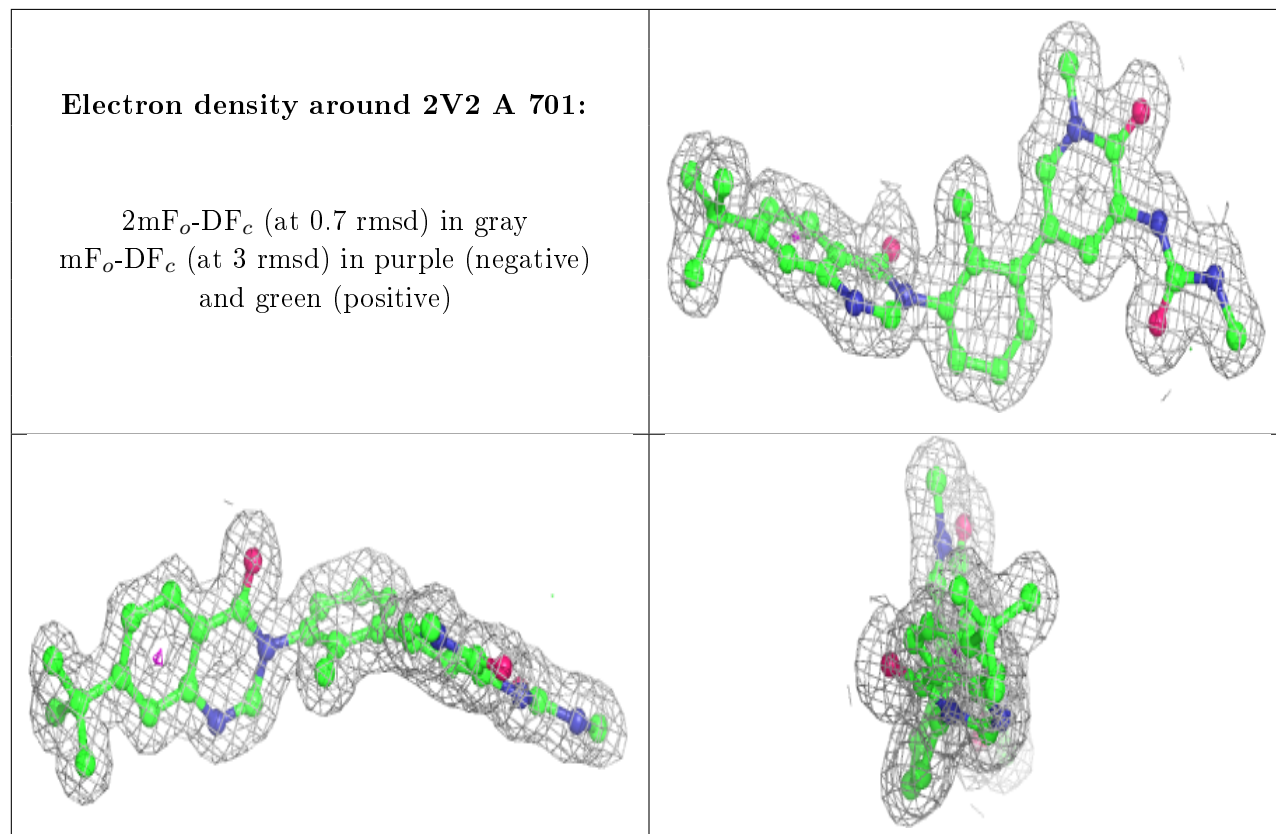 Electron density around 2V2 A 701:
2mFo-DFc (at 0.7 rmsd) in gray
mFo-DFc (at 3 rmsd) in purple (negative)
and green (positive)